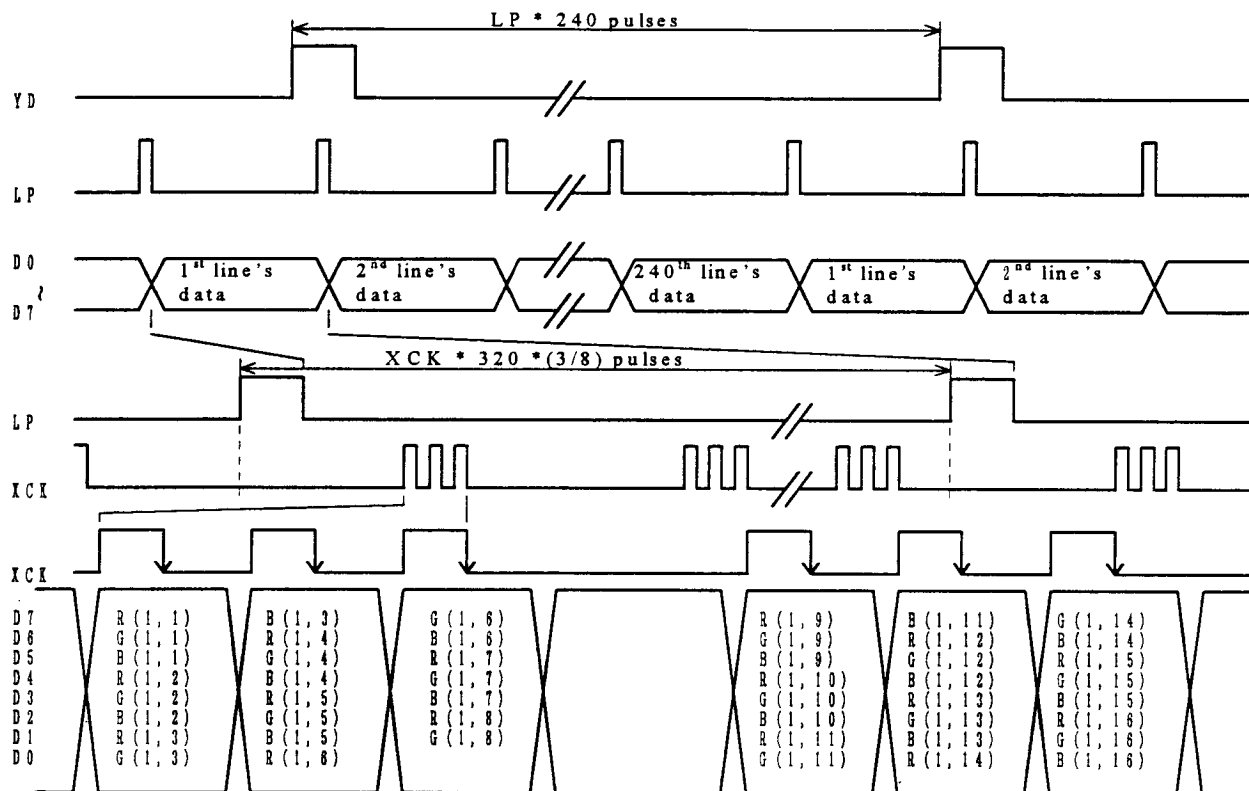 LP * 240 pulses
YD
LP
D0 1st line's data 2nd line's data 240th line's data 1st line's data 2nd line's data
~
D7
XCK * 320 *(3/8) pulses
LP
XCK
XCK
D7 R(1,1) B(1,3) G(1,6) R(1,9) B(1,11) G(1,14)
D6 G(1,1) R(1,4) B(1,6) G(1,9) R(1,12) B(1,14)
D5 B(1,1) G(1,4) R(1,7) B(1,9) G(1,12) R(1,15)
D4 R(1,2) B(1,4) G(1,7) R(1,10) B(1,12) G(1,15)
D3 G(1,2) R(1,5) B(1,7) G(1,10) R(1,13) B(1,15)
D2 B(1,2) G(1,5) R(1,8) B(1,10) G(1,13) R(1,16)
D1 R(1,3) B(1,5) G(1,8) R(1,11) B(1,13) G(1,16)
D0 G(1,3) R(1,6) G(1,11) R(1,14) B(1,16)